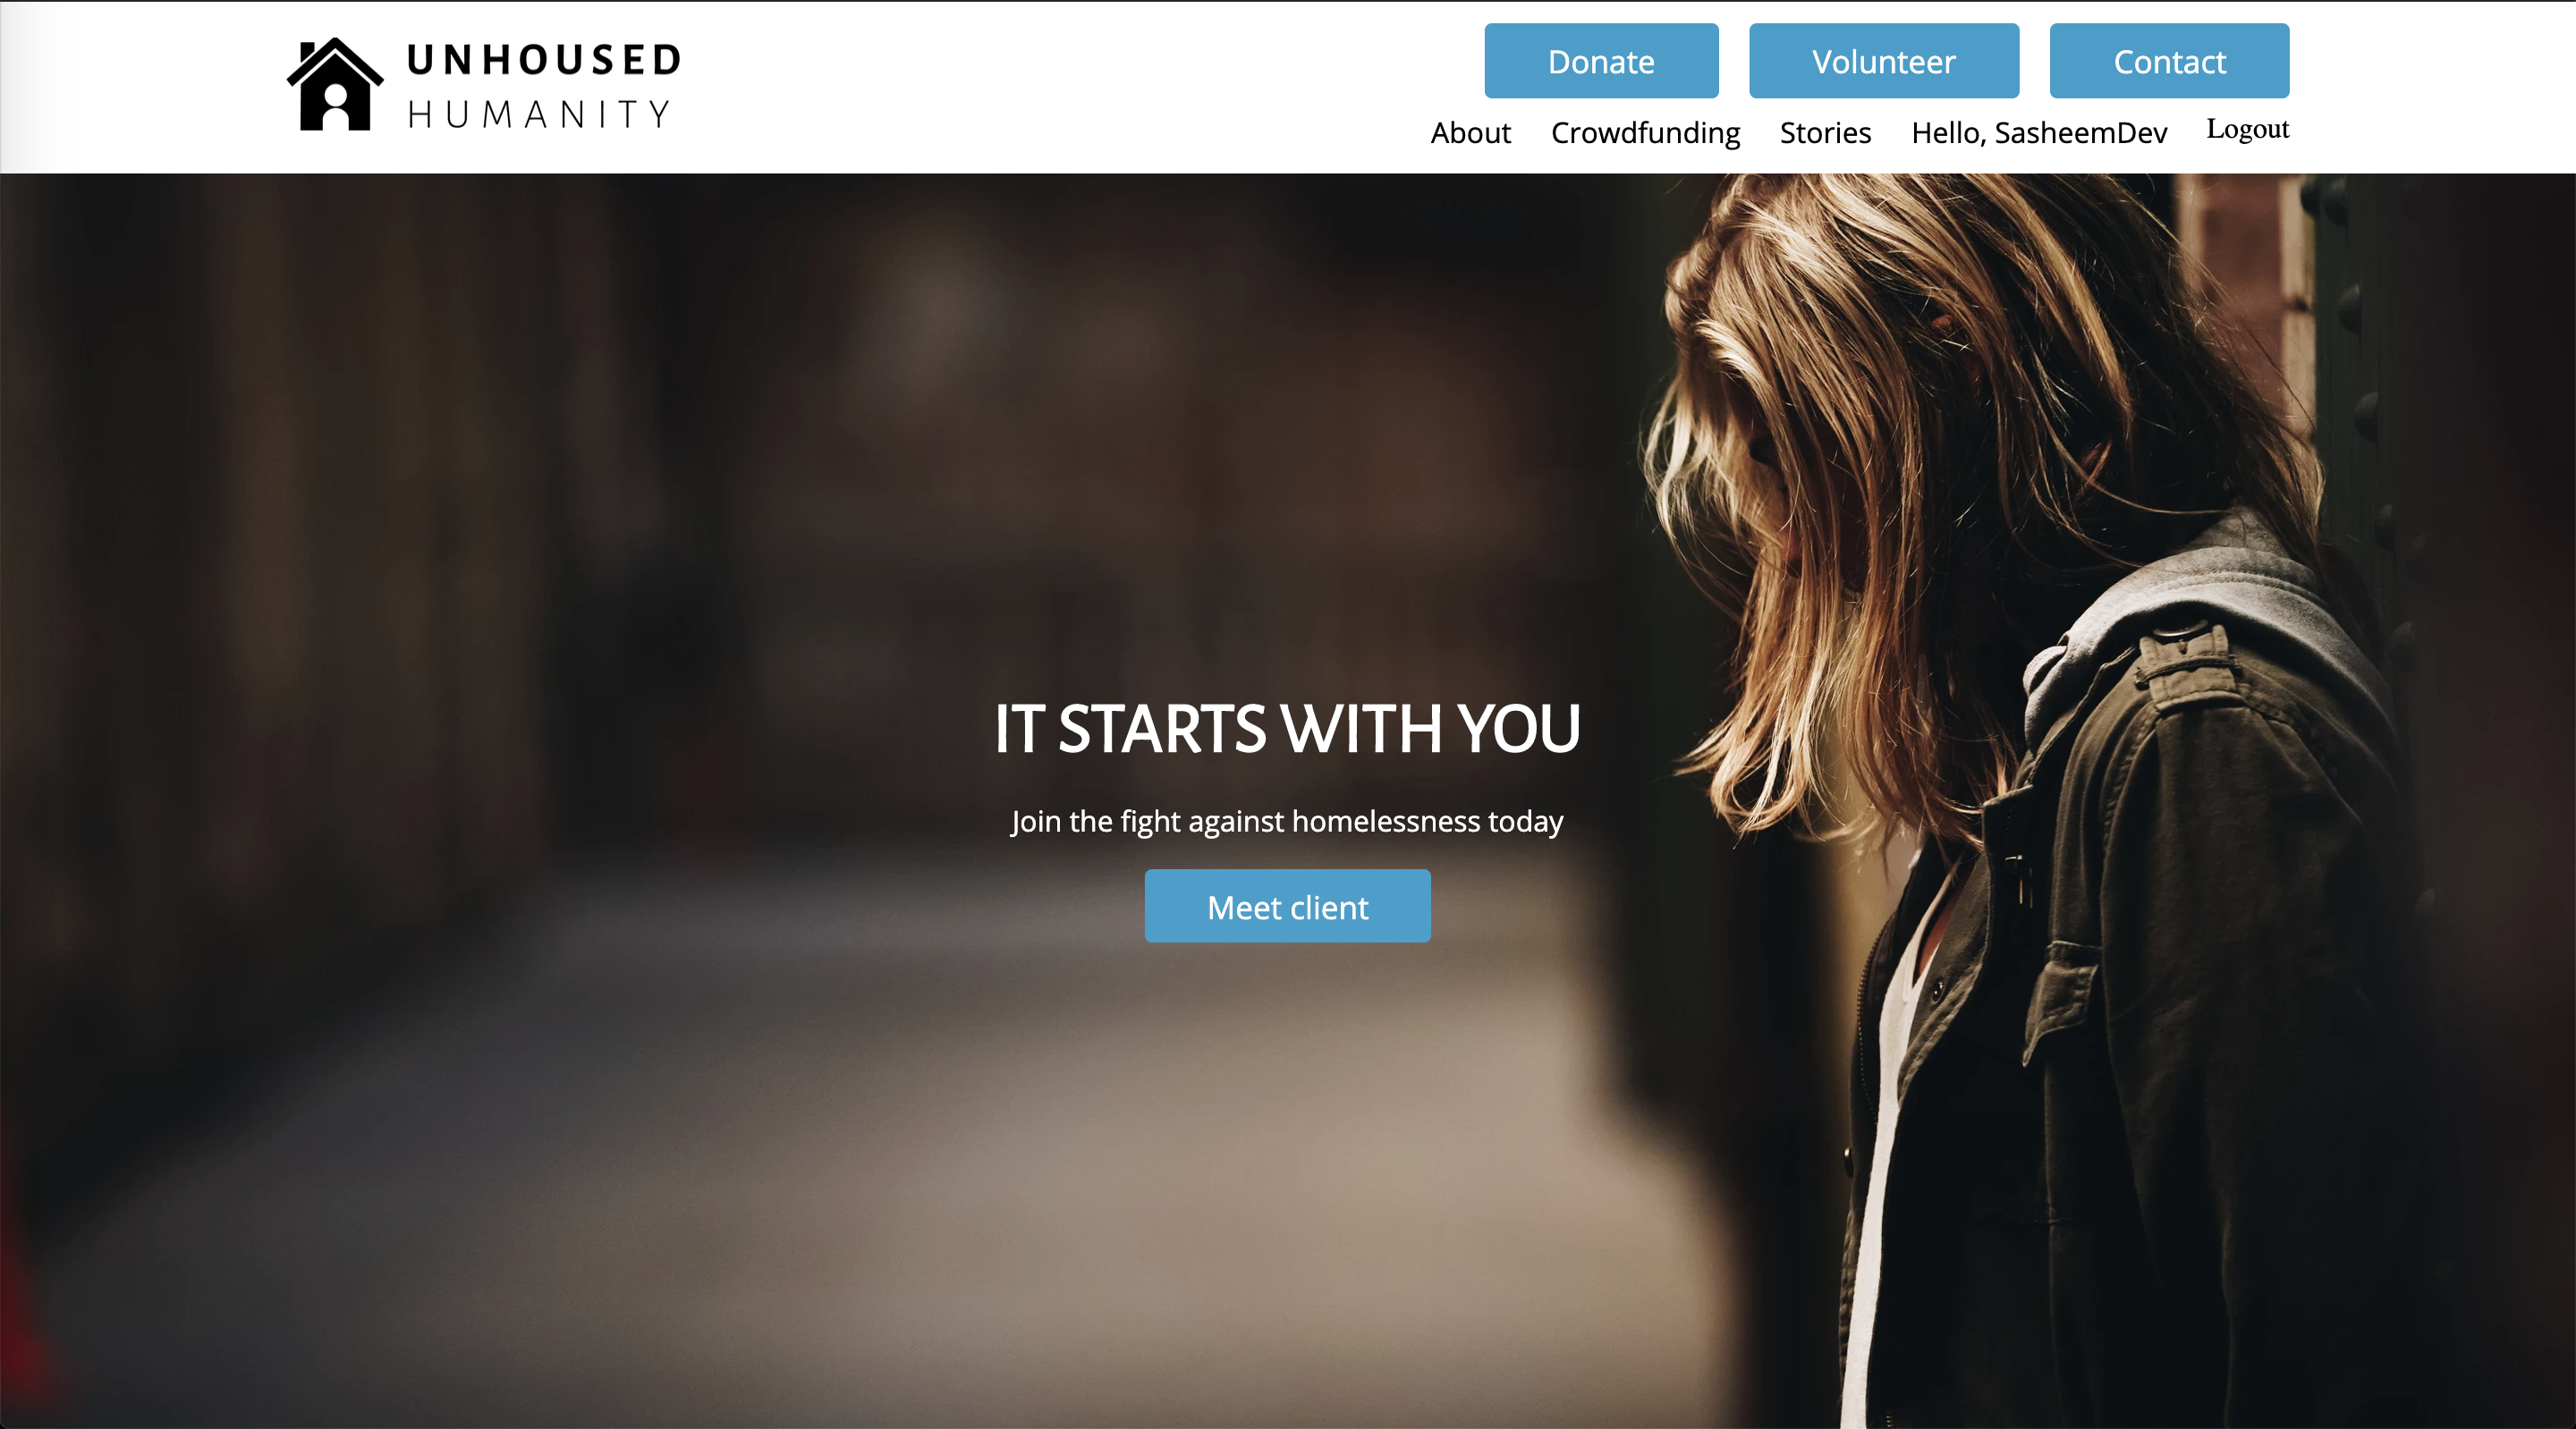 UNHOUSED
HUMANITY
Donate Volunteer Contact
About Crowdfunding Stories Hello, SasheemDev Logout
IT STARTS WITH YOU
Join the fight against homelessness today
Meet client